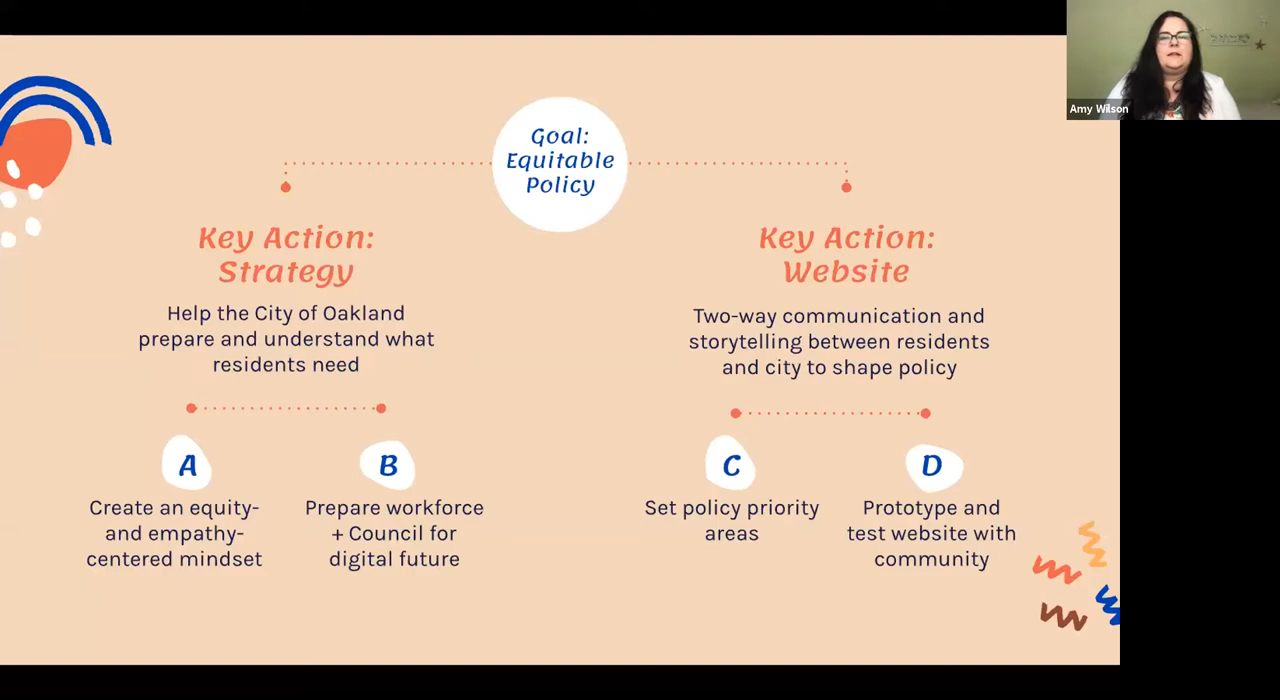 Amy Wilson
Goal:
Equitable
Policy
Key Action:
Strategy
Help the City of Oakland
prepare and understand what
residents need
A
Create an equity-
and empathy-
centered mindset
B
Prepare workforce
+ Council for
digital future
Key Action:
Website
Two-way communication and
storytelling between residents
and city to shape policy
C
Set policy priority
areas
D
Prototype and
test website with
community